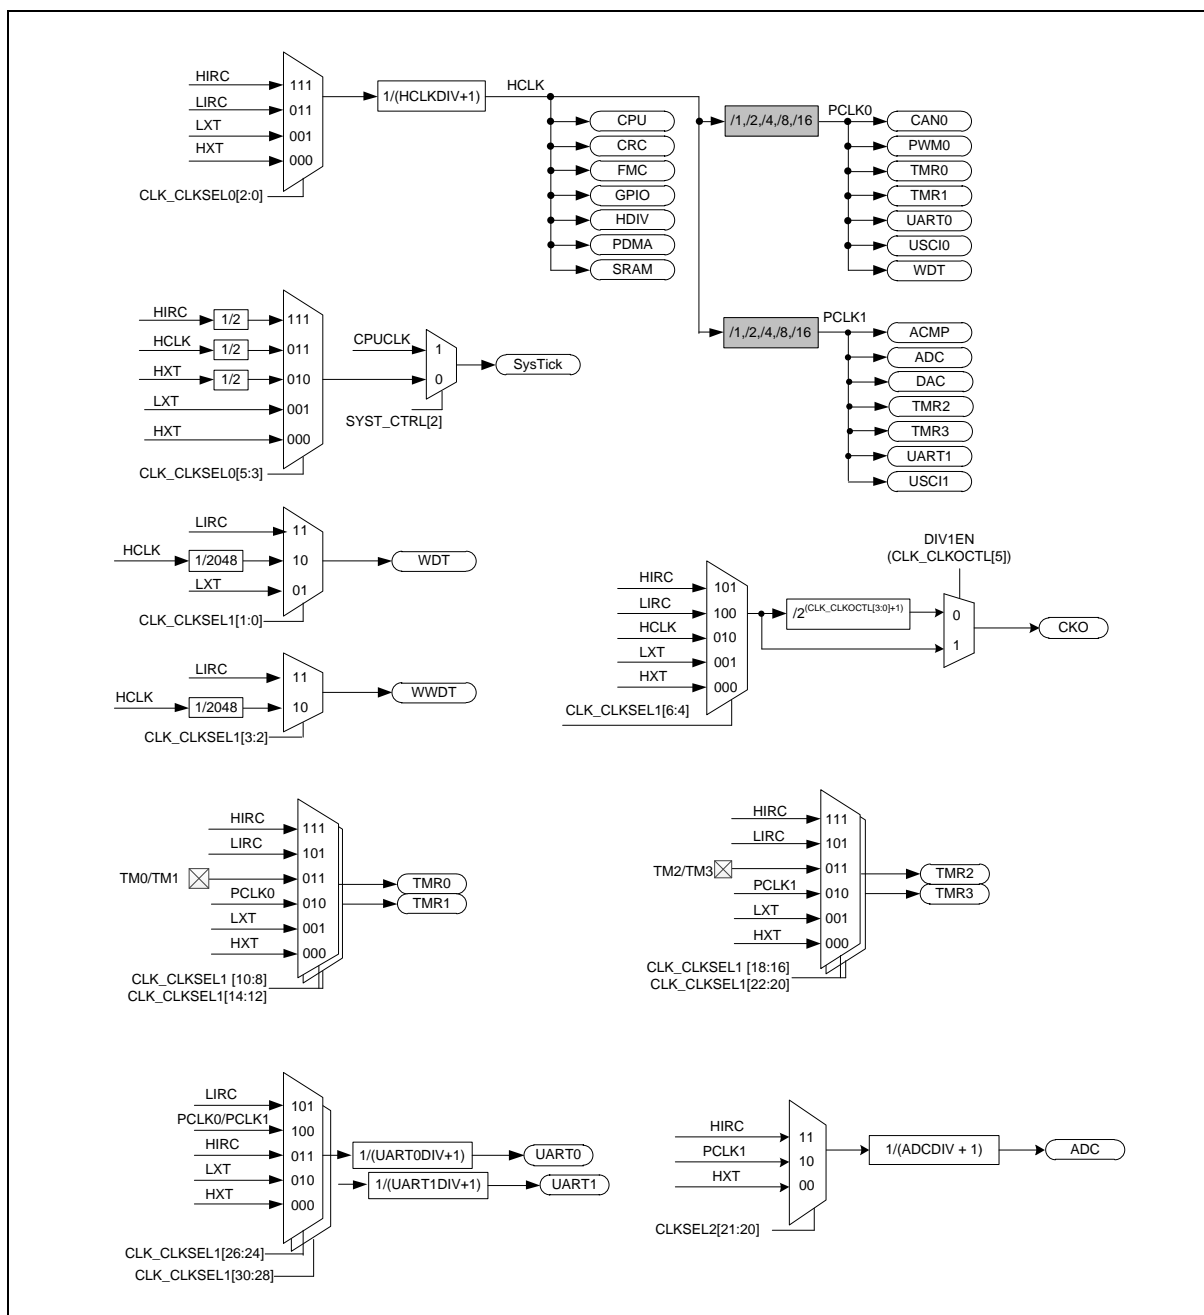 HIRC
LIRC
LXT
HXT
111
011
001
000
CLK_CLKSEL0[2:0]
1/(HCLKDIV+1)
HCLK
CPU
CRC
FMC
GPIO
HDIV
PDMA
SRAM
/1,/2,/4,/8,/16
PCLK0
CAN0
PWM0
TMR0
TMR1
UART0
USCI0
WDT
/1,/2,/4,/8,/16
PCLK1
ACMP
ADC
DAC
TMR2
TMR3
UART1
USCI1
HIRC
1/2
111
HCLK
1/2
011
HXT
1/2
010
LXT
001
HXT
000
CLK_CLKSEL0[5:3]
CPUCLK
1
0
SYST_CTRL[2]
SysTick
LIRC
11
HCLK
1/2048
10
LXT
01
CLK_CLKSEL1[1:0]
WDT
LIRC
11
HCLK
1/2048
10
CLK_CLKSEL1[3:2]
WWDT
HIRC
101
LIRC
100
HCLK
010
LXT
001
HXT
000
CLK_CLKSEL1[6:4]
/2(CLK_CLKOCTL[3:0]+1)
DIV1EN
(CLK_CLKOCTL[5])
0
1
CKO
HIRC
111
LIRC
101
TM0/TM1
011
PCLK0
010
LXT
001
HXT
000
CLK_CLKSEL1 [10:8]
CLK_CLKSEL1[14:12]
TMR0
TMR1
HIRC
111
LIRC
101
TM2/TM3
011
PCLK1
010
LXT
001
HXT
000
CLK_CLKSEL1 [18:16]
CLK_CLKSEL1[22:20]
TMR2
TMR3
LIRC
101
PCLK0/PCLK1
100
HIRC
011
LXT
010
HXT
000
CLK_CLKSEL1[26:24]
CLK_CLKSEL1[30:28]
1/(UART0DIV+1)
UART0
1/(UART1DIV+1)
UART1
HIRC
11
PCLK1
10
HXT
00
CLKSEL2[21:20]
1/(ADCDIV + 1)
ADC